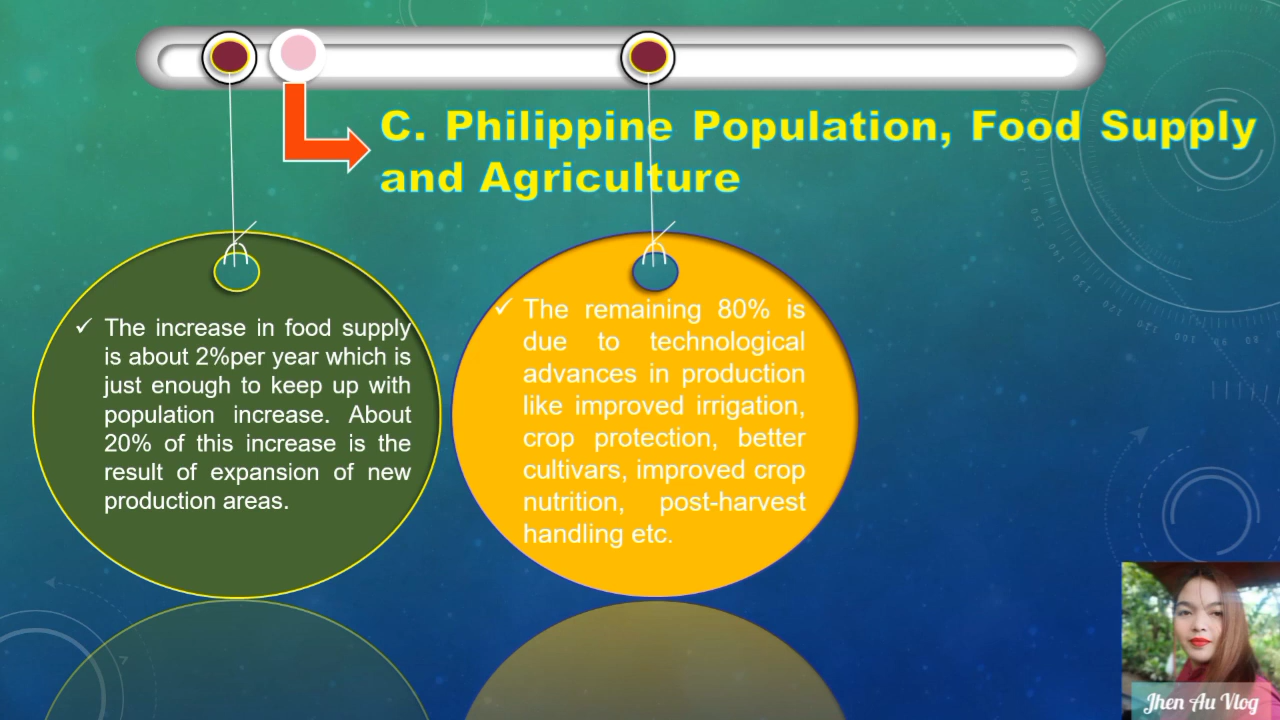 C. Philippine Population, Food Supply
and Agriculture
✓ The increase in food supply
is about 2%per year which is
just enough to keep up with
population increase. About
20% of this increase is the
result of expansion of new
production areas.
✓ The remaining 80% is
due to technological
advances in production
like improved irrigation,
crop protection, better
cultivars, improved crop
nutrition, post-harvest
handling etc.
Jhen Au Vlog